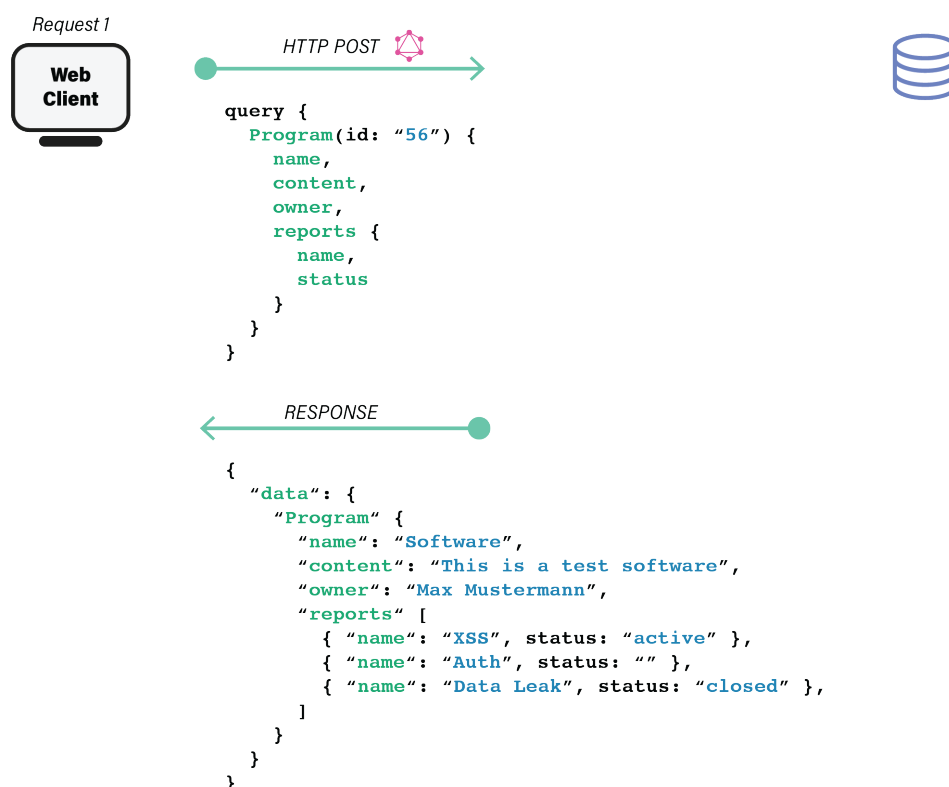 Request 1
Web
Client
HTTP POST
query {
  Program(id: “56”) {
    name,
    content,
    owner,
    reports {
      name,
      status
    }
  }
}
RESPONSE
{
  “data“: {
    “Program“ {
      “name“: “Software”,
      “content“: “This is a test software”,
      “owner“: “Max Mustermann”,
      “reports“ [
        { “name“: “XSS”, status: “active” },
        { “name“: “Auth”, status: “” },
        { “name“: “Data Leak”, status: “closed” },
      ]
    }
  }
}